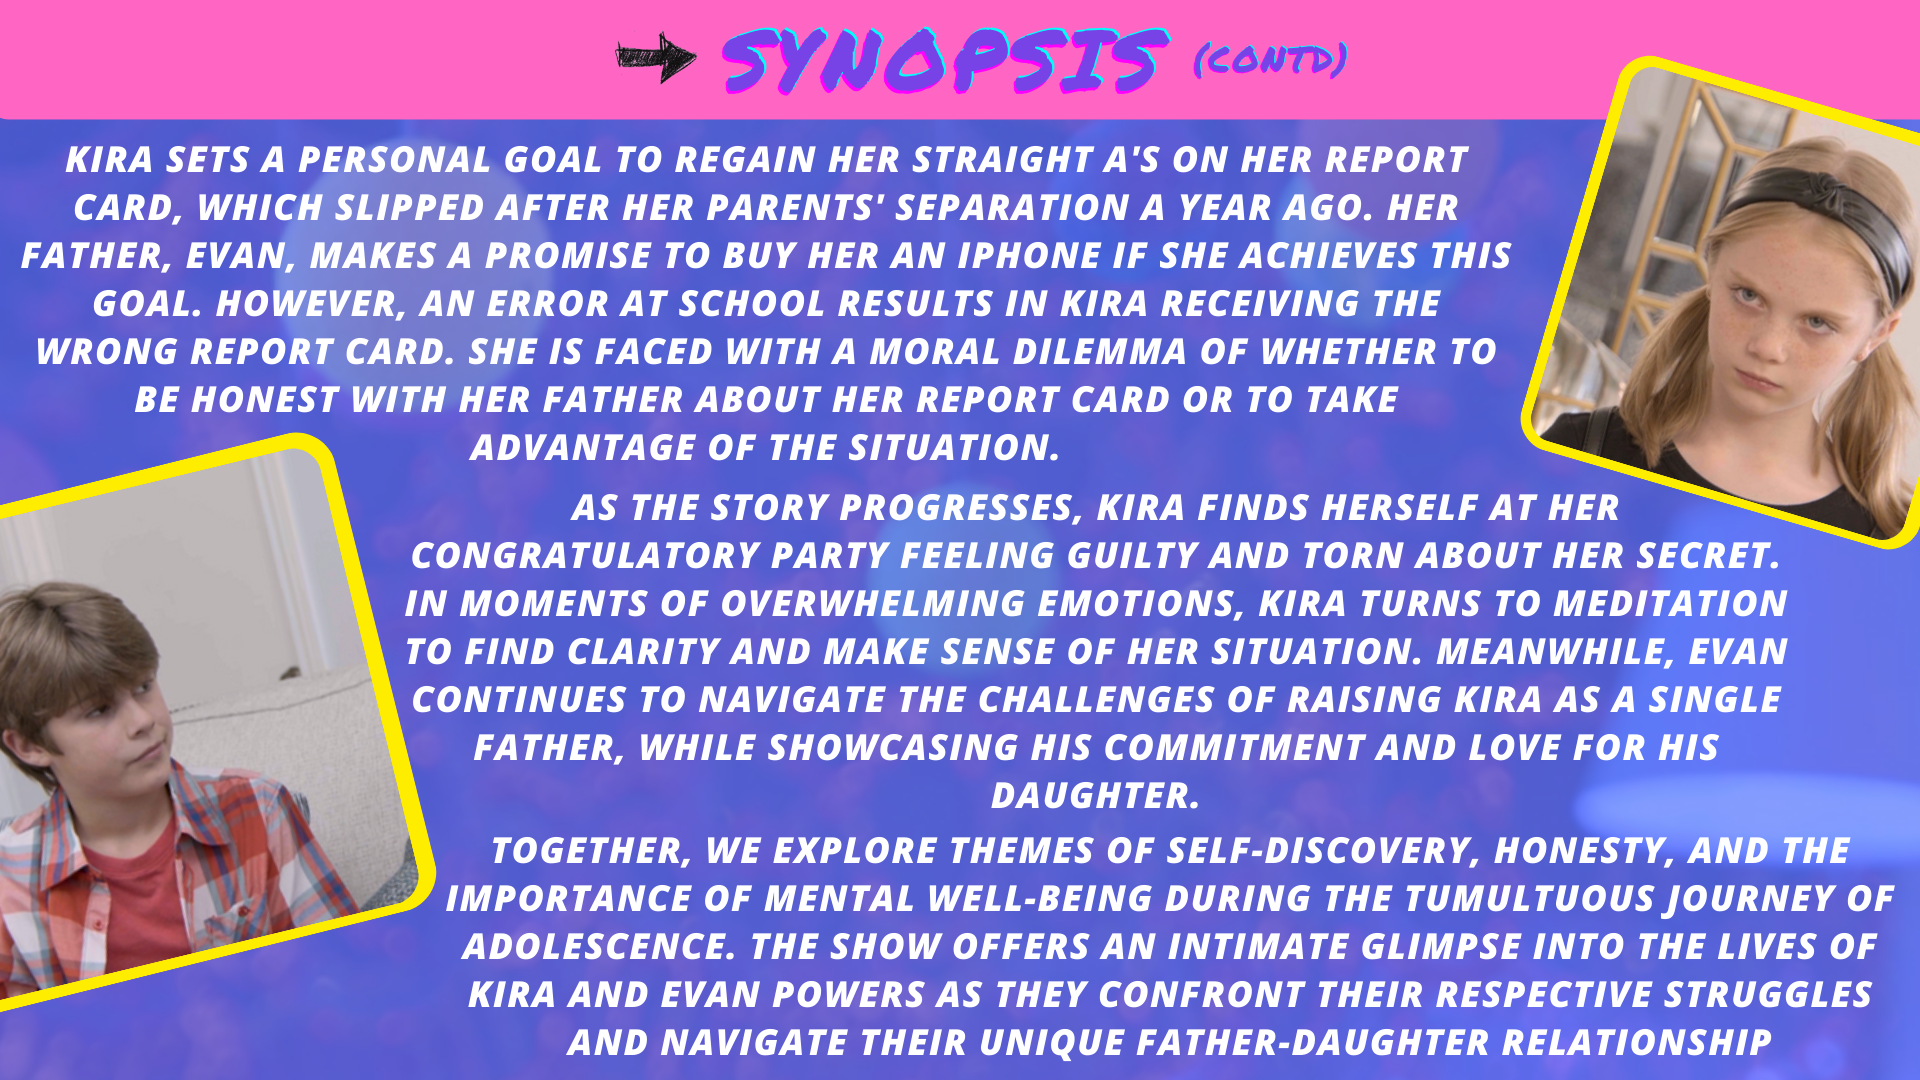 SYNOPSIS (CONTD)
KIRA SETS A PERSONAL GOAL TO REGAIN HER STRAIGHT A'S ON HER REPORT
CARD, WHICH SLIPPED AFTER HER PARENTS' SEPARATION A YEAR AGO. HER
FATHER, EVAN, MAKES A PROMISE TO BUY HER AN IPHONE IF SHE ACHIEVES THIS
GOAL. HOWEVER, AN ERROR AT SCHOOL RESULTS IN KIRA RECEIVING THE
WRONG REPORT CARD. SHE IS FACED WITH A MORAL DILEMMA OF WHETHER TO
BE HONEST WITH HER FATHER ABOUT HER REPORT CARD OR TO TAKE
ADVANTAGE OF THE SITUATION.
AS THE STORY PROGRESSES, KIRA FINDS HERSELF AT HER
CONGRATULATORY PARTY FEELING GUILTY AND TORN ABOUT HER SECRET.
IN MOMENTS OF OVERWHELMING EMOTIONS, KIRA TURNS TO MEDITATION
TO FIND CLARITY AND MAKE SENSE OF HER SITUATION. MEANWHILE, EVAN
CONTINUES TO NAVIGATE THE CHALLENGES OF RAISING KIRA AS A SINGLE
FATHER, WHILE SHOWCASING HIS COMMITMENT AND LOVE FOR HIS
DAUGHTER.
TOGETHER, WE EXPLORE THEMES OF SELF-DISCOVERY, HONESTY, AND THE
IMPORTANCE OF MENTAL WELL-BEING DURING THE TUMULTUOUS JOURNEY OF
ADOLESCENCE. THE SHOW OFFERS AN INTIMATE GLIMPSE INTO THE LIVES OF
KIRA AND EVAN POWERS AS THEY CONFRONT THEIR RESPECTIVE STRUGGLES
AND NAVIGATE THEIR UNIQUE FATHER-DAUGHTER RELATIONSHIP